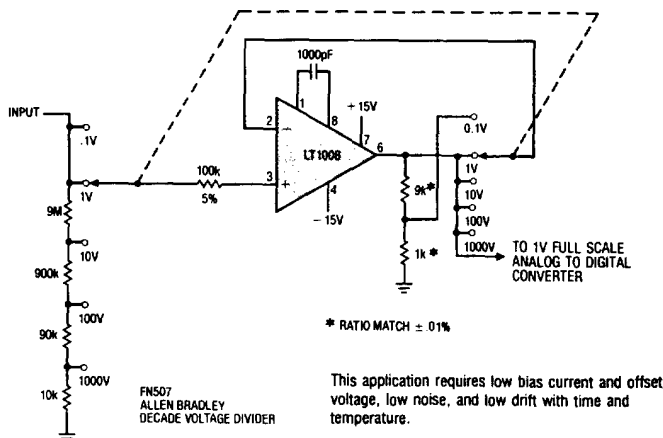 1000pF
INPUT
+15V
1
8
2
7
0.1V
.1V
LT1008
6
100k
1V
1V
3
4
9k*
5%
10V
9M
-15V
100V
10V
1k*
1000V
TO 1V FULL SCALE
ANALOG TO DIGITAL
CONVERTER
900k
100V
* RATIO MATCH ± .01%
90k
1000V
10k
FN507
ALLEN BRADLEY
DECADE VOLTAGE DIVIDER
This application requires low bias current and offset
voltage, low noise, and low drift with time and
temperature.